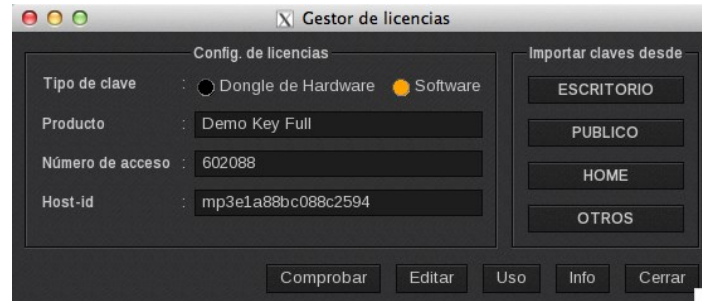 Gestor de licencias
Config. de licencias
Tipo de clave : Dongle de Hardware Software
Producto : Demo Key Full
Número de acceso : 602088
Host-id : mp3e1a88bc088c2594
Importar claves desde
ESCRITORIO
PUBLICO
HOME
OTROS
Comprobar Editar Uso Info Cerrar